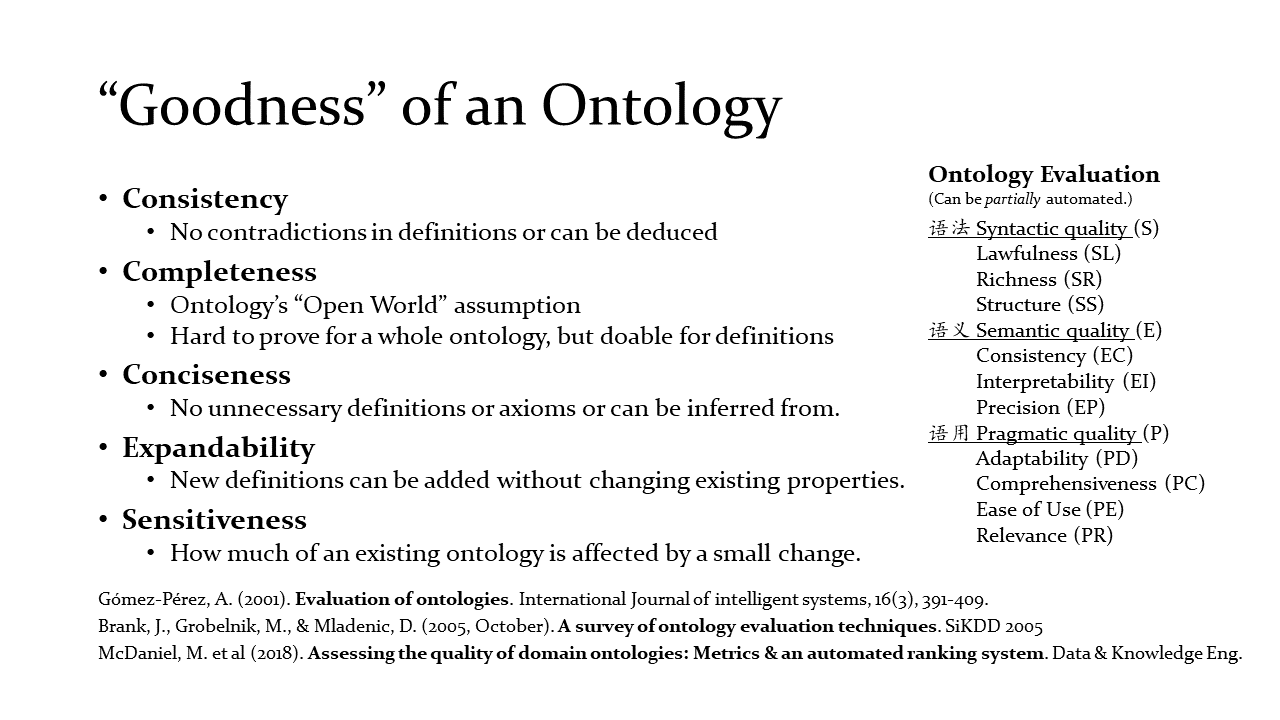 “Goodness” of an Ontology
• Consistency
• No contradictions in definitions or can be deduced
• Completeness
• Ontology’s “Open World” assumption
• Hard to prove for a whole ontology, but doable for definitions
• Conciseness
• No unnecessary definitions or axioms or can be inferred from.
• Expandability
• New definitions can be added without changing existing properties.
• Sensitiveness
• How much of an existing ontology is affected by a small change.
Ontology Evaluation
(Can be partially automated.)
语法 Syntactic quality (S)
Lawfulness (SL)
Richness (SR)
Structure (SS)
语义 Semantic quality (E)
Consistency (EC)
Interpretability (EI)
Precision (EP)
语用 Pragmatic quality (P)
Adaptability (PD)
Comprehensiveness (PC)
Ease of Use (PE)
Relevance (PR)
Gómez-Pérez, A. (2001). Evaluation of ontologies. International Journal of intelligent systems, 16(3), 391-409.
Brank, J., Grobelnik, M., & Mladenic, D. (2005, October). A survey of ontology evaluation techniques. SiKDD 2005
McDaniel, M. et al (2018). Assessing the quality of domain ontologies: Metrics & an automated ranking system. Data & Knowledge Eng.